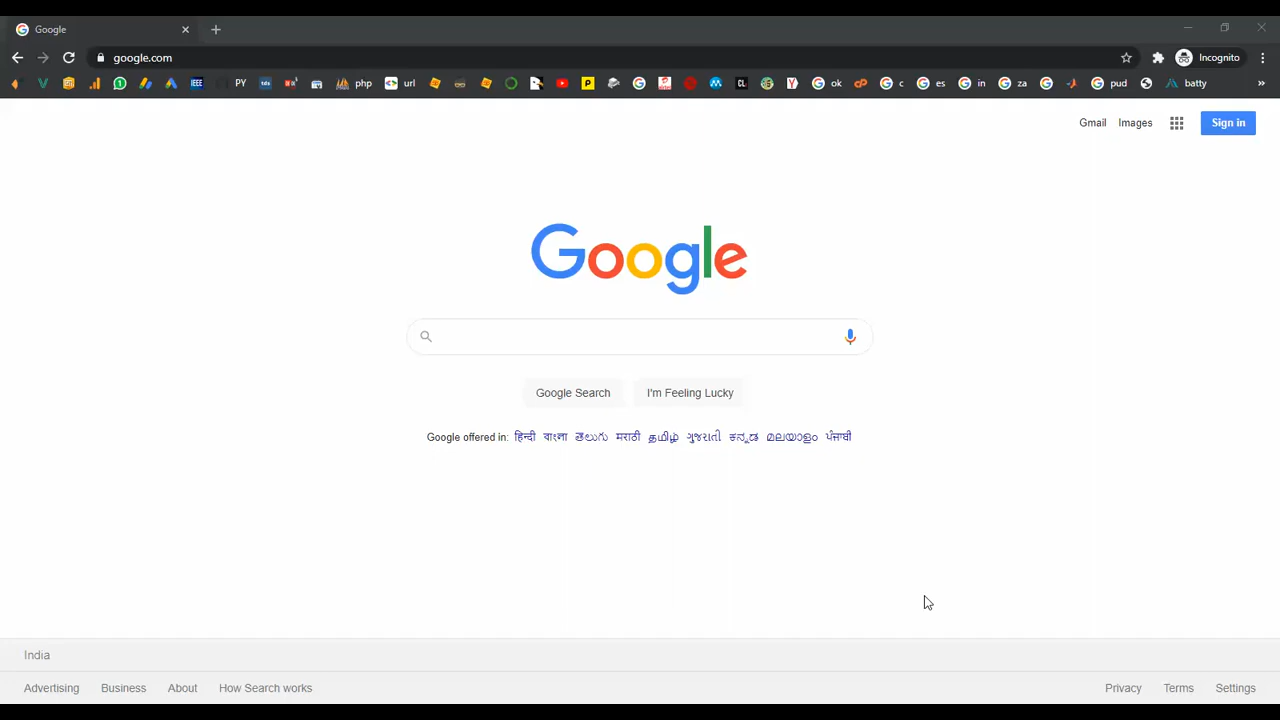 Google
google.com
Incognito
PY php url ok c es in za pud batty
Gmail Images Sign in
Google
Google Search I'm Feeling Lucky
Google offered in: हिन्दी বাংলা తెలుగు मराठी தமிழ் ગુજરાતી ಕನ್ನಡ മലയാളം ਪੰਜਾਬੀ
India
Advertising Business About How Search works Privacy Terms Settings